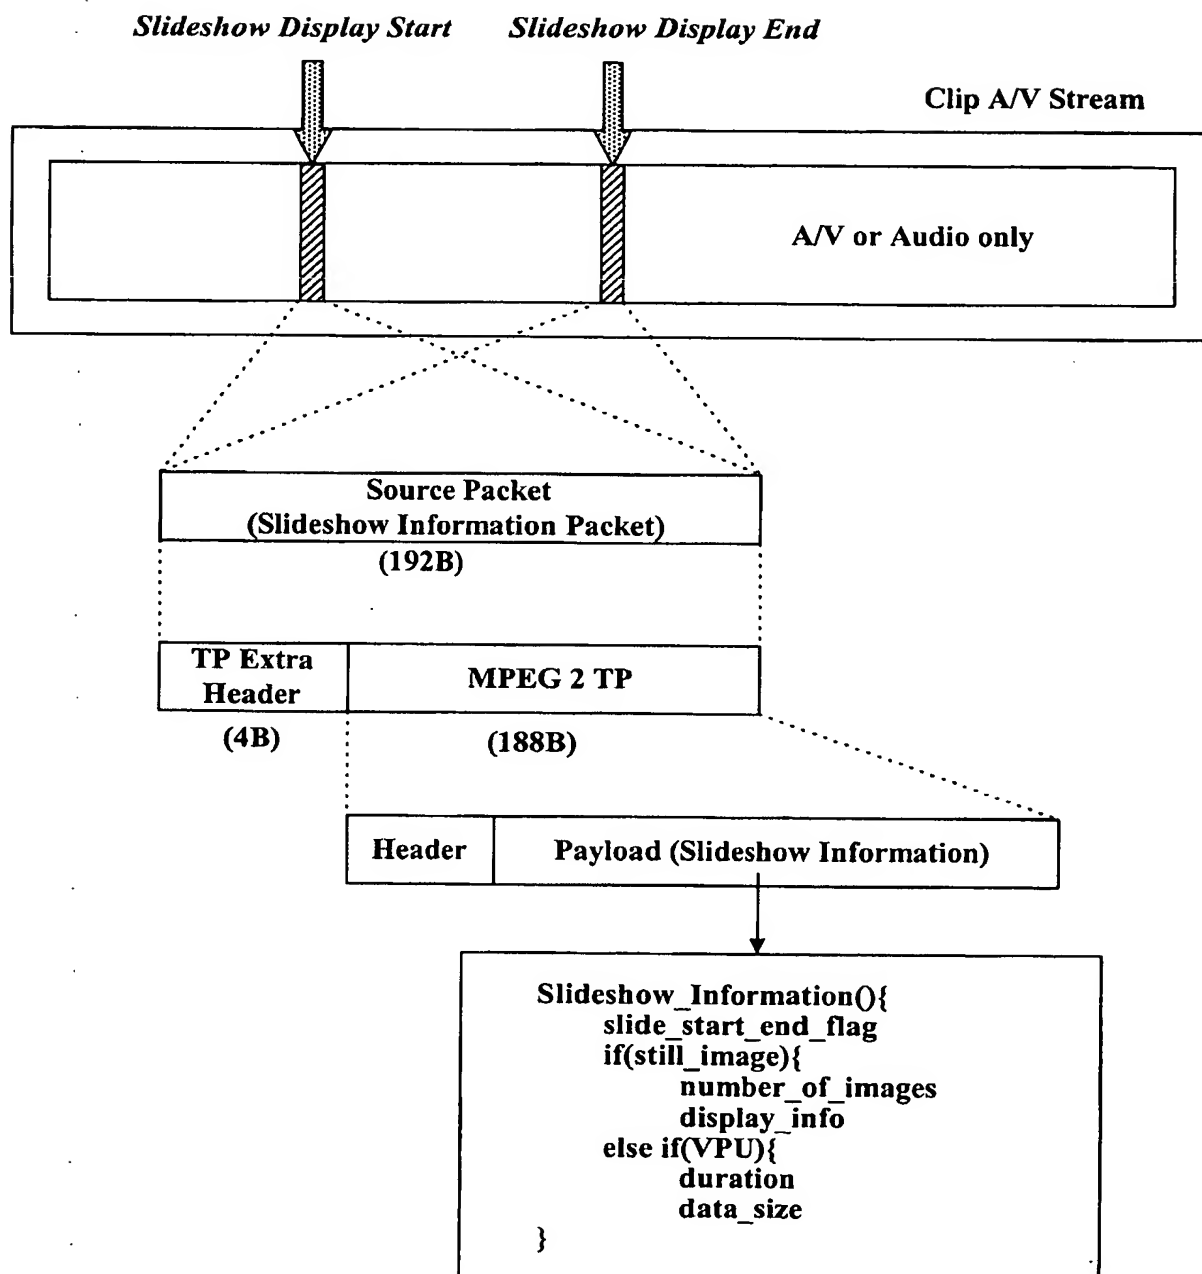 Slideshow Display Start
Slideshow Display End
Clip A/V Stream
A/V or Audio only
Source Packet
(Slideshow Information Packet)
(192B)
TP Extra
Header
MPEG 2 TP
(4B)
(188B)
Header
Payload (Slideshow Information)
Slideshow_Information(){
slide_start_end_flag
if(still_image){
number_of_images
display_info
else if(VPU){
duration
data_size
}